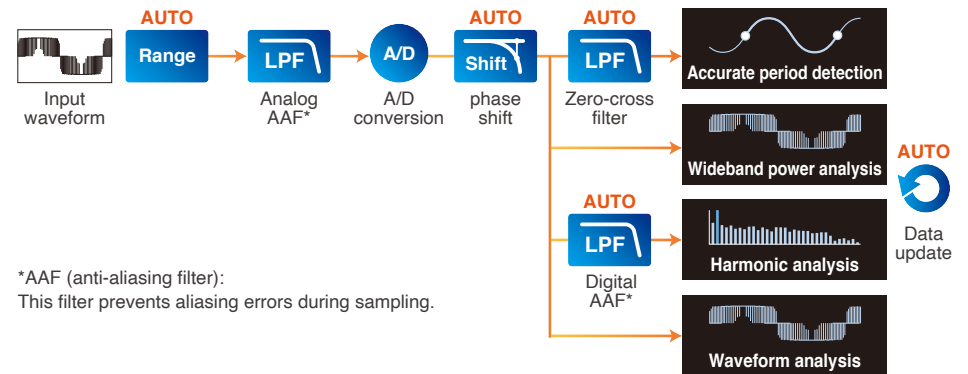 AUTO
Range
Input
waveform
LPF
Analog
AAF*
A/D
A/D
conversion
AUTO
Shift
phase
shift
AUTO
LPF
Zero-cross
filter
Accurate period detection
Wideband power analysis
AUTO
LPF
Digital
AAF*
Harmonic analysis
Waveform analysis
AUTO
Data
update
*AAF (anti-aliasing filter):
This filter prevents aliasing errors during sampling.